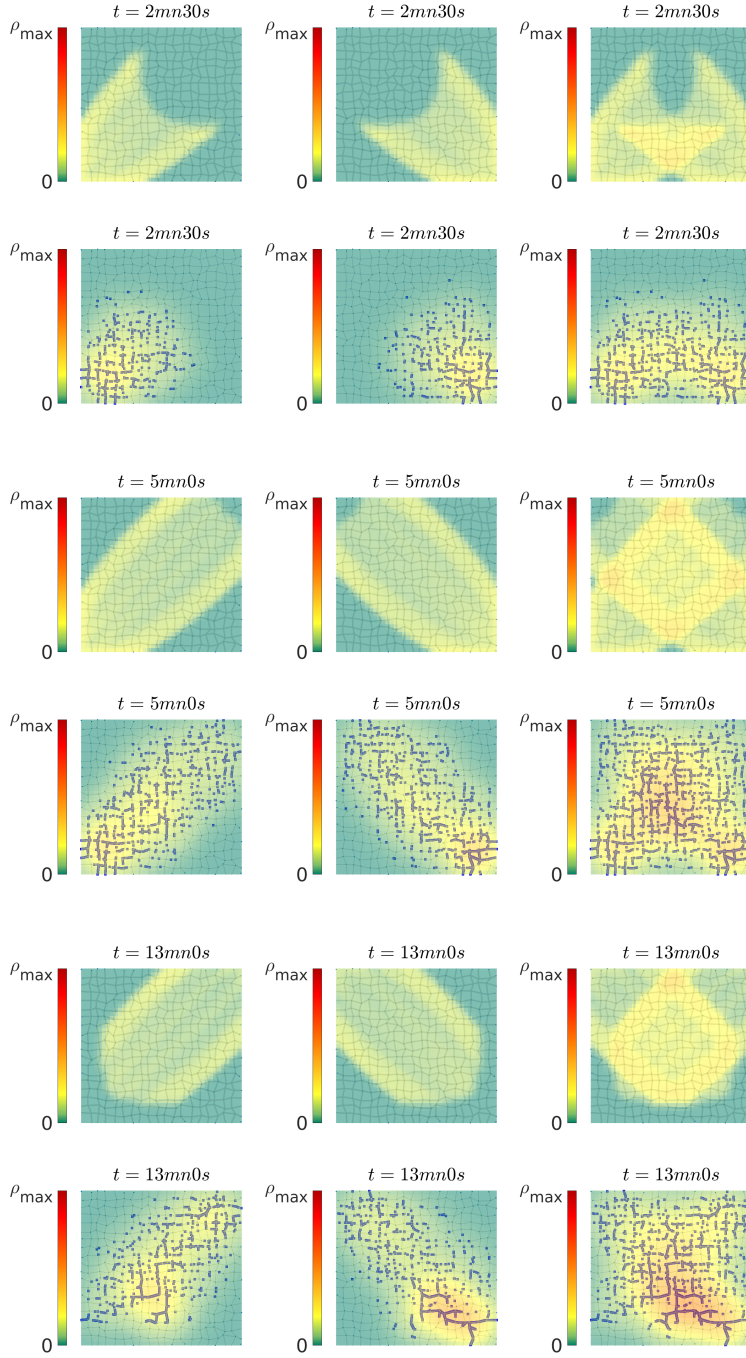 t = 2mn30s t = 2mn30s t = 2mn30s
ρmax ρmax ρmax
0 0 0
t = 2mn30s t = 2mn30s t = 2mn30s
ρmax ρmax ρmax
0 0 0
t = 5mn0s t = 5mn0s t = 5mn0s
ρmax ρmax ρmax
0 0 0
t = 5mn0s t = 5mn0s t = 5mn0s
ρmax ρmax ρmax
0 0 0
t = 13mn0s t = 13mn0s t = 13mn0s
ρmax ρmax ρmax
0 0 0
t = 13mn0s t = 13mn0s t = 13mn0s
ρmax ρmax ρmax
0 0 0